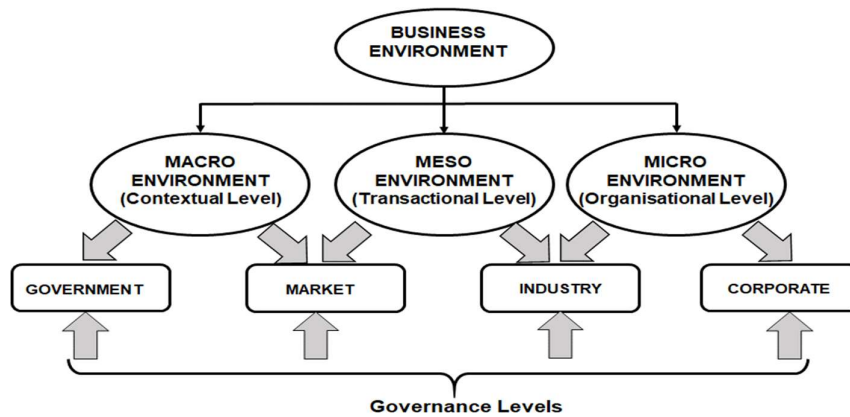 BUSINESS
ENVIRONMENT
MACRO
ENVIRONMENT
(Contextual Level)
MESO
ENVIRONMENT
(Transactional Level)
MICRO
ENVIRONMENT
(Organisational Level)
GOVERNMENT
MARKET
INDUSTRY
CORPORATE
Governance Levels